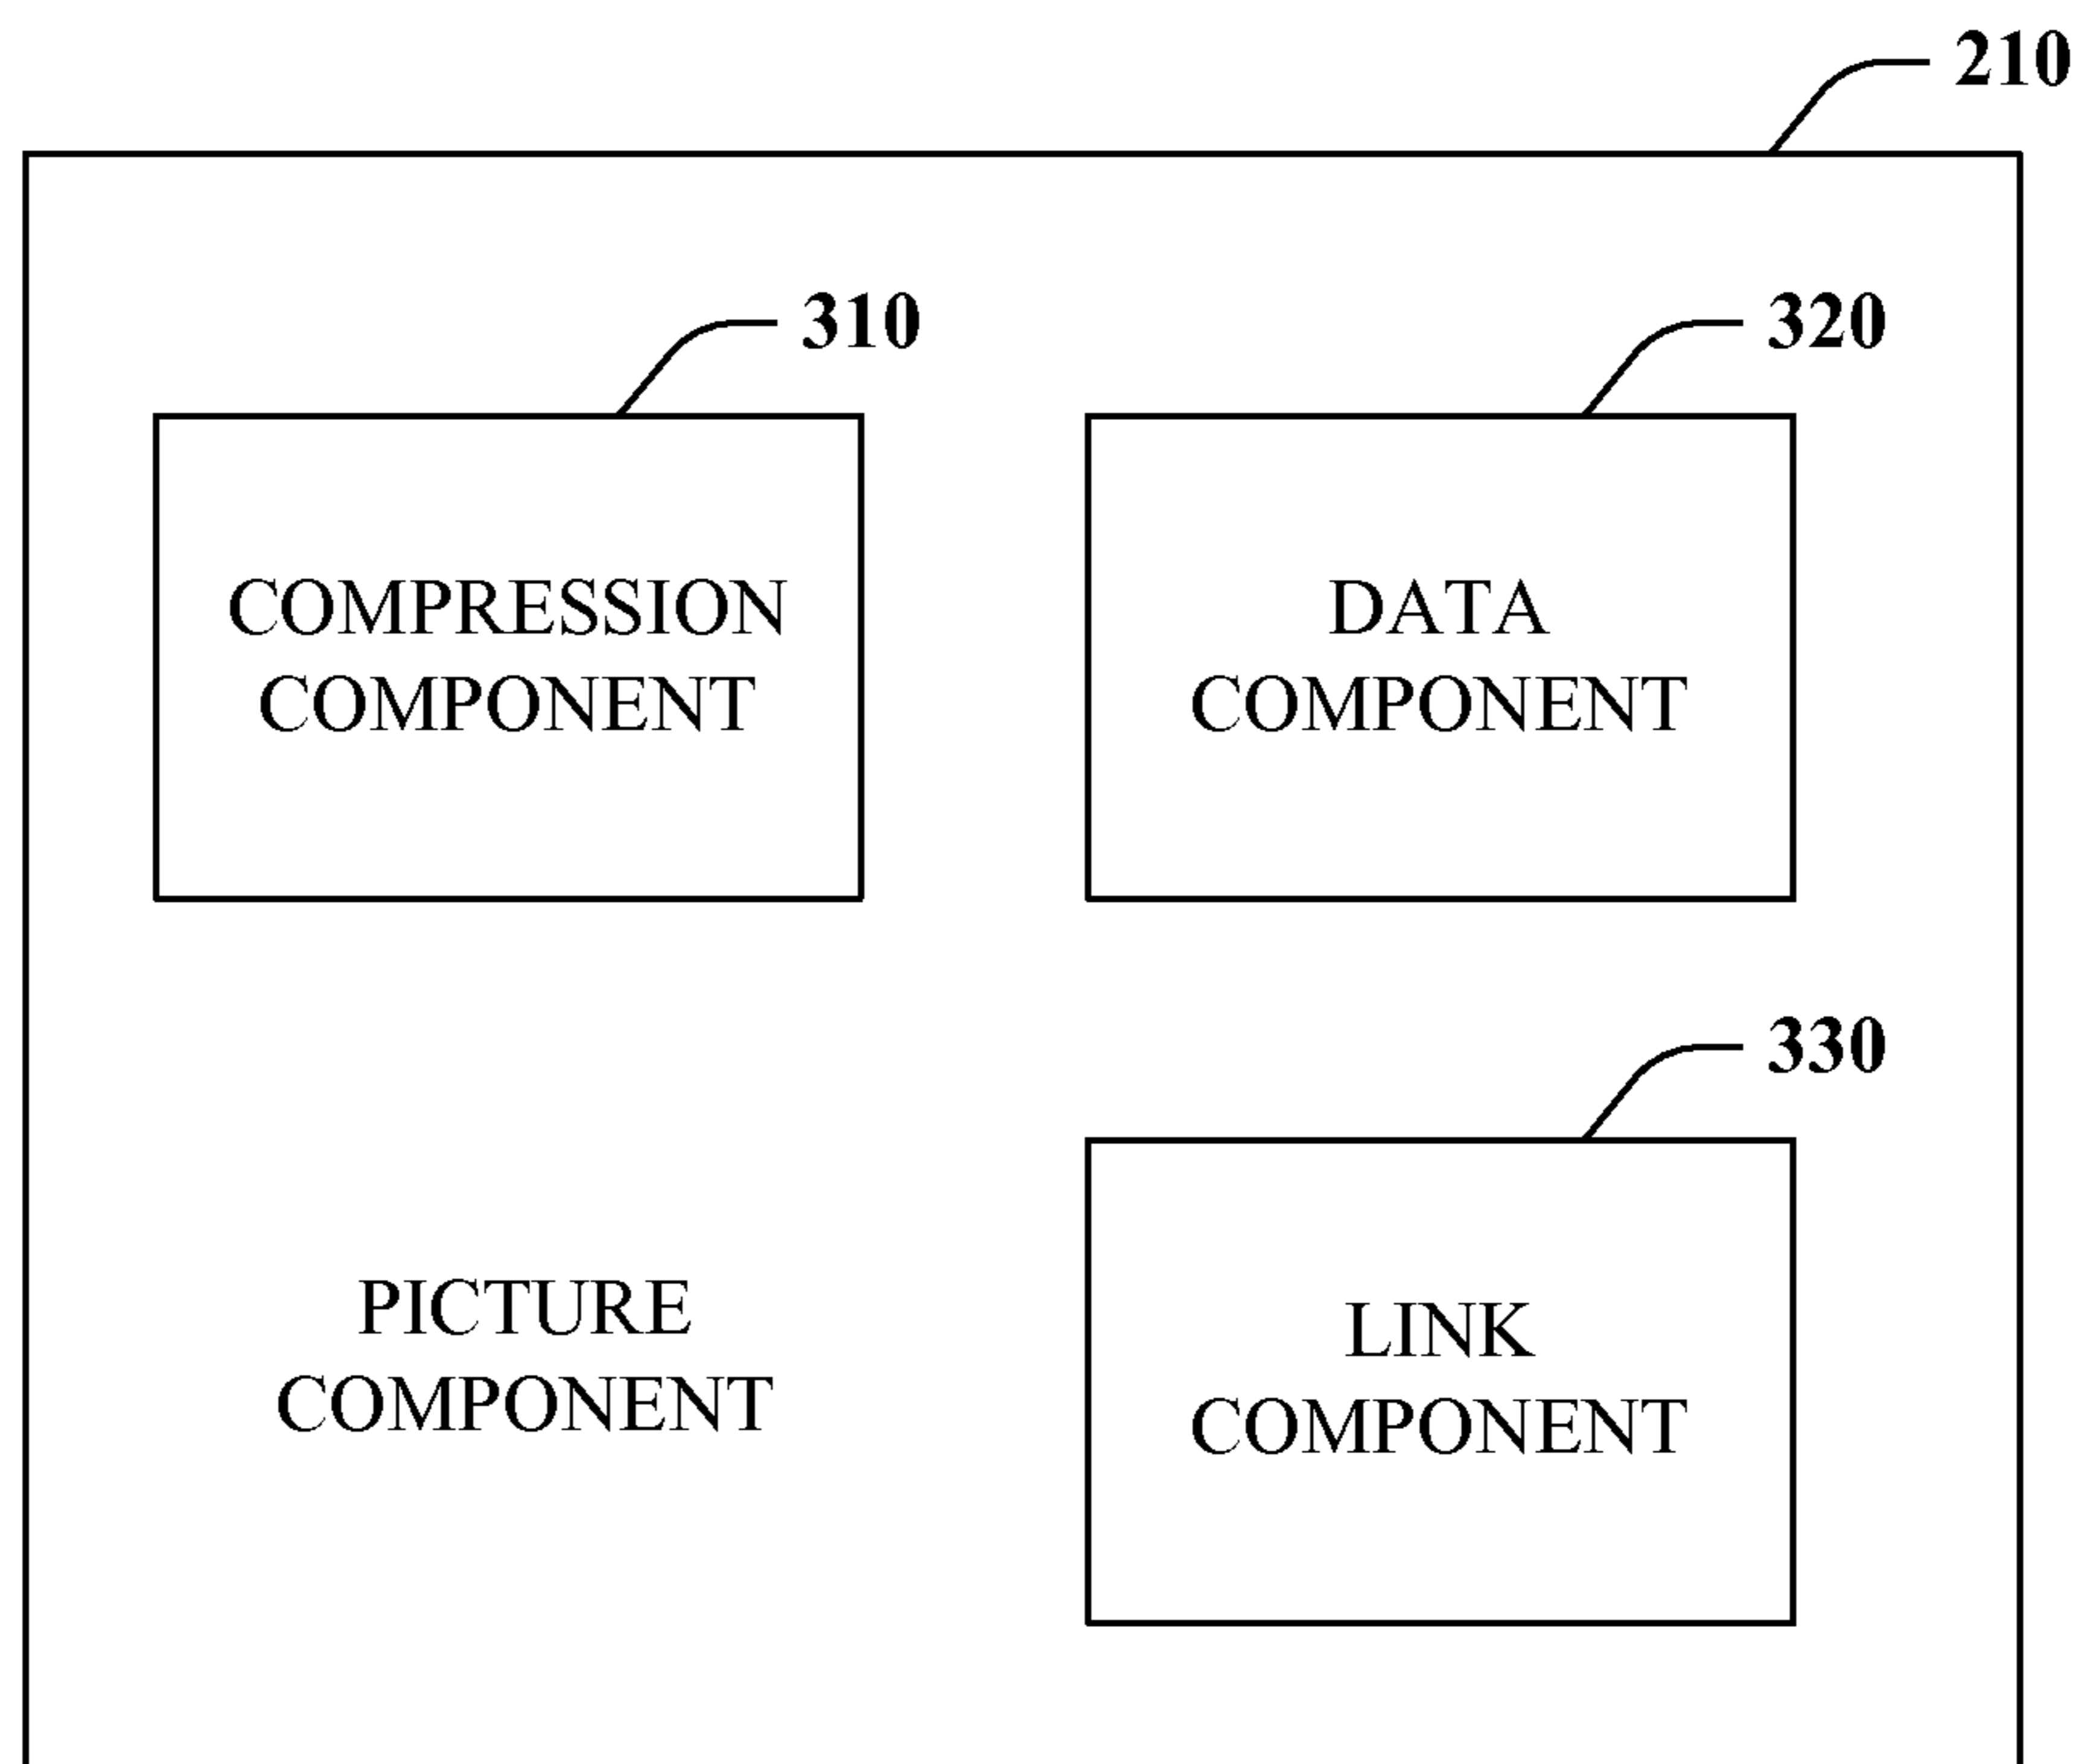 210
310
320
COMPRESSION
COMPONENT
DATA
COMPONENT
330
PICTURE
COMPONENT
LINK
COMPONENT